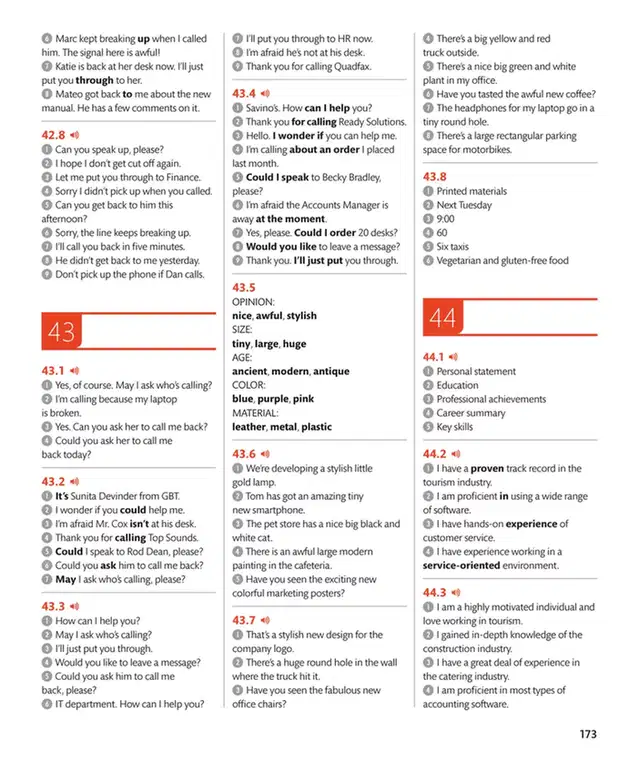 6 Marc kept breaking up when I called
him. The signal here is awful!
7 Katie is back at her desk now. I'll just
put you through to her.
8 Mateo got back to me about the new
manual. He has a few comments on it.
42.8
1 Can you speak up, please?
2 I hope I don't get cut off again.
3 Let me put you through to Finance.
4 Sorry I didn't pick up when you called.
5 Can you get back to him this
afternoon?
6 Sorry, the line keeps breaking up.
7 I'll call you back in five minutes.
8 He didn't get back to me yesterday.
9 Don't pick up the phone if Dan calls.
43
43.1
1 Yes, of course. May I ask who's calling?
2 I'm calling because my laptop
is broken.
3 Yes. Can you ask her to call me back?
4 Could you ask her to call me
back today?
43.2
1 It's Sunita Devinder from GBT.
2 I wonder if you could help me.
3 I'm afraid Mr. Cox isn't at his desk.
4 Thank you for calling Top Sounds.
5 Could I speak to Rod Dean, please?
6 Could you ask him to call me back?
7 May I ask who's calling, please?
43.3
1 How can I help you?
2 May I ask who's calling?
3 I'll just put you through.
4 Would you like to leave a message?
5 Could you ask him to call me
back, please?
6 IT department. How can I help you?
7 I'll put you through to HR now.
8 I'm afraid he's not at his desk.
9 Thank you for calling Quadfax.
43.4
1 Savino's. How can I help you?
2 Thank you for calling Ready Solutions.
3 Hello. I wonder if you can help me.
4 I'm calling about an order I placed
last month.
5 Could I speak to Becky Bradley,
please?
6 I'm afraid the Accounts Manager is
away at the moment.
7 Yes, please. Could I order 20 desks?
8 Would you like to leave a message?
9 Thank you. I'll just put you through.
43.5
OPINION:
nice, awful, stylish
SIZE:
tiny, large, huge
AGE:
ancient, modern, antique
COLOR:
blue, purple, pink
MATERIAL:
leather, metal, plastic
43.6
1 We're developing a stylish little
gold lamp.
2 Tom has got an amazing tiny
new smartphone.
3 The pet store has a nice big black and
white cat.
4 There is an awful large modern
painting in the cafeteria.
5 Have you seen the exciting new
colorful marketing posters?
43.7
1 That's a stylish new design for the
company logo.
2 There's a huge round hole in the wall
where the truck hit it.
3 Have you seen the fabulous new
office chairs?
4 There's a big yellow and red
truck outside.
5 There's a nice big green and white
plant in my office.
6 Have you tasted the awful new coffee?
7 The headphones for my laptop go in a
tiny round hole.
8 There's a large rectangular parking
space for motorbikes.
43.8
1 Printed materials
2 Next Tuesday
3 9:00
4 60
5 Six taxis
6 Vegetarian and gluten-free food
44
44.1
1 Personal statement
2 Education
3 Professional achievements
4 Career summary
5 Key skills
44.2
1 I have a proven track record in the
tourism industry.
2 I am proficient in using a wide range
of software.
3 I have hands-on experience of
customer service.
4 I have experience working in a
service-oriented environment.
44.3
1 I am a highly motivated individual and
love working in tourism.
2 I gained in-depth knowledge of the
construction industry.
3 I have a great deal of experience in
the catering industry.
4 I am proficient in most types of
accounting software.
173